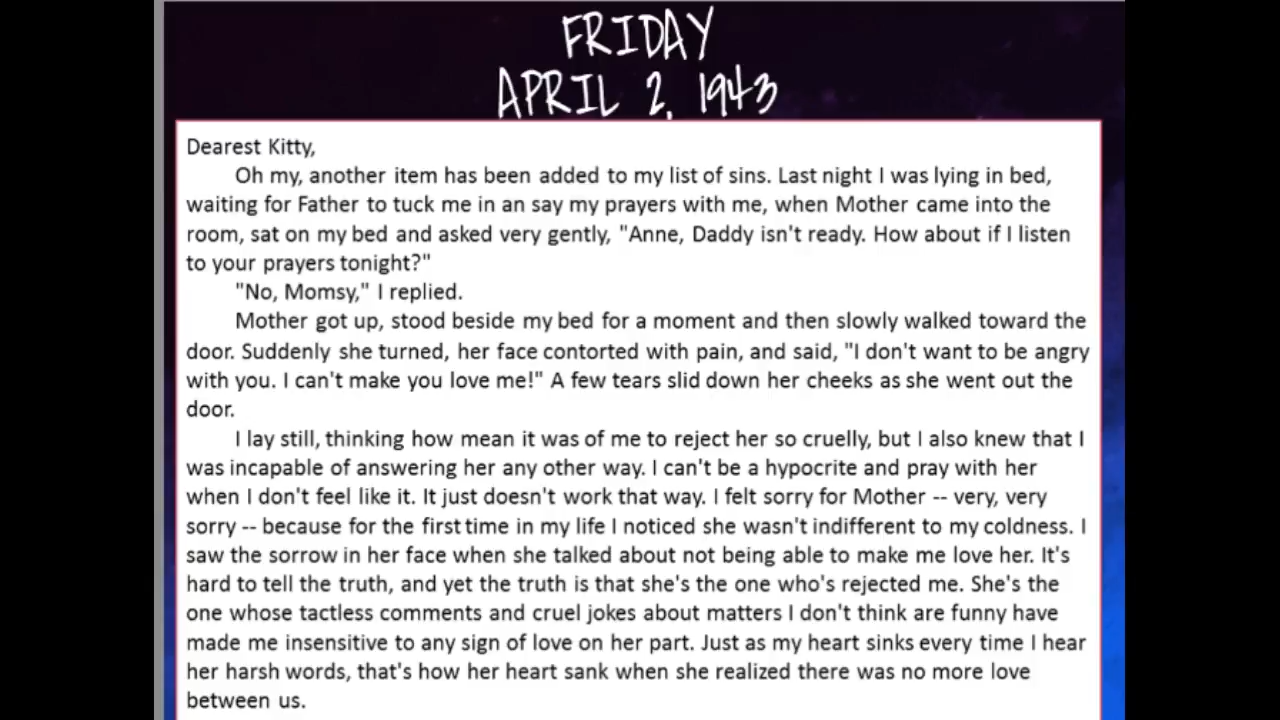 FRIDAY
APRIL 2, 1943
Dearest Kitty,
Oh my, another item has been added to my list of sins. Last night I was lying in bed,
waiting for Father to tuck me in an say my prayers with me, when Mother came into the
room, sat on my bed and asked very gently, "Anne, Daddy isn't ready. How about if I listen
to your prayers tonight?"
"No, Momsy," I replied.
Mother got up, stood beside my bed for a moment and then slowly walked toward the
door. Suddenly she turned, her face contorted with pain, and said, "I don't want to be angry
with you. I can't make you love me!" A few tears slid down her cheeks as she went out the
door.
I lay still, thinking how mean it was of me to reject her so cruelly, but I also knew that I
was incapable of answering her any other way. I can't be a hypocrite and pray with her
when I don't feel like it. It just doesn't work that way. I felt sorry for Mother -- very, very
sorry -- because for the first time in my life I noticed she wasn't indifferent to my coldness. I
saw the sorrow in her face when she talked about not being able to make me love her. It's
hard to tell the truth, and yet the truth is that she's the one who's rejected me. She's the
one whose tactless comments and cruel jokes about matters I don't think are funny have
made me insensitive to any sign of love on her part. Just as my heart sinks every time I hear
her harsh words, that's how her heart sank when she realized there was no more love
between us.